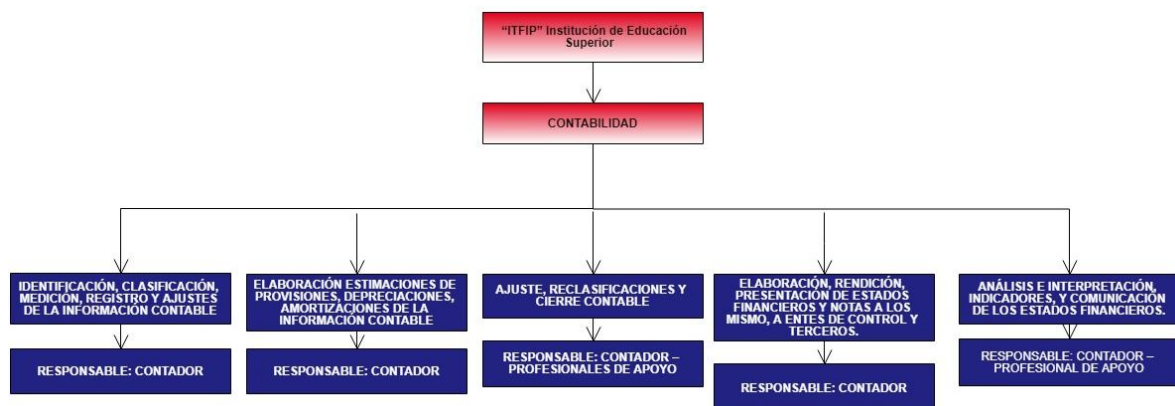 “ITFIP” Institución de Educación
Superior
CONTABILIDAD
IDENTIFICACIÓN, CLASIFICACIÓN,
MEDICIÓN, REGISTRO Y AJUSTES
DE LA INFORMACIÓN CONTABLE
RESPONSABLE: CONTADOR
ELABORACIÓN ESTIMACIONES DE
PROVISIONES, DEPRECIACIONES,
AMORTIZACIONES DE LA
INFORMACIÓN CONTABLE
RESPONSABLE: CONTADOR
AJUSTE, RECLASIFICACIONES Y
CIERRE CONTABLE
RESPONSABLE: CONTADOR –
PROFESIONALES DE APOYO
ELABORACIÓN, RENDICIÓN,
PRESENTACIÓN DE ESTADOS
FINANCIEROS Y NOTAS A LOS
MISMO, A ENTES DE CONTROL Y
TERCEROS.
RESPONSABLE: CONTADOR
ANÁLISIS E INTERPRETACIÓN,
INDICADORES, Y COMUNICACIÓN
DE LOS ESTADOS FINANCIEROS.
RESPONSABLE: CONTADOR –
PROFESIONAL DE APOYO